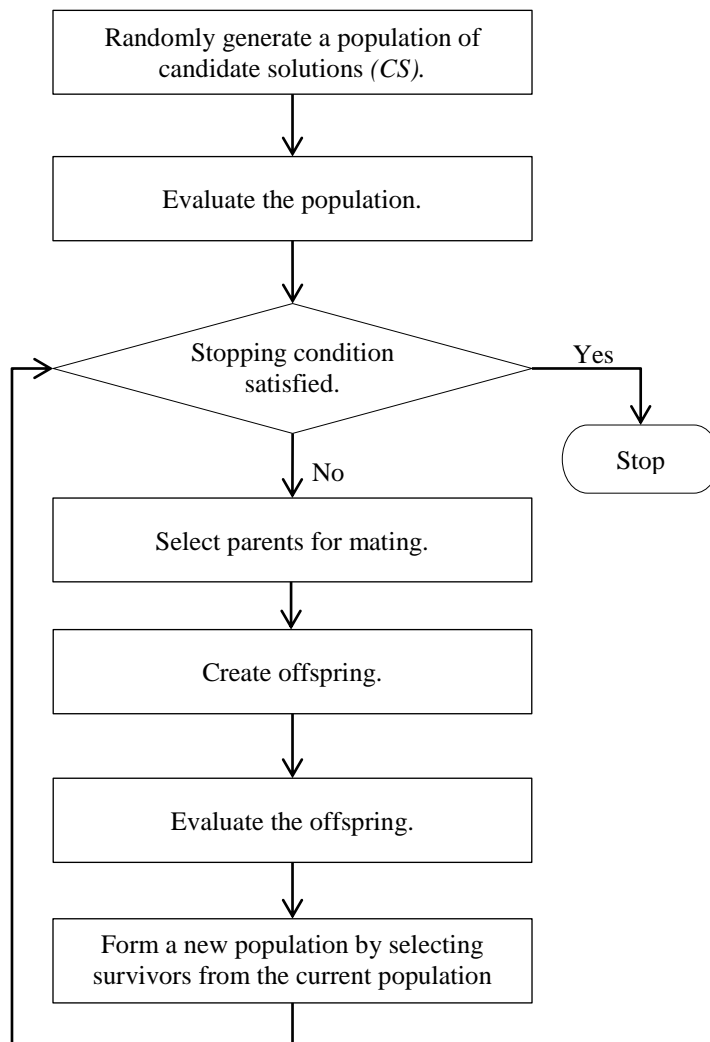 Randomly generate a population of
candidate solutions (CS).
Evaluate the population.
Stopping condition
satisfied.
Yes
Stop
No
Select parents for mating.
Create offspring.
Evaluate the offspring.
Form a new population by selecting
survivors from the current population